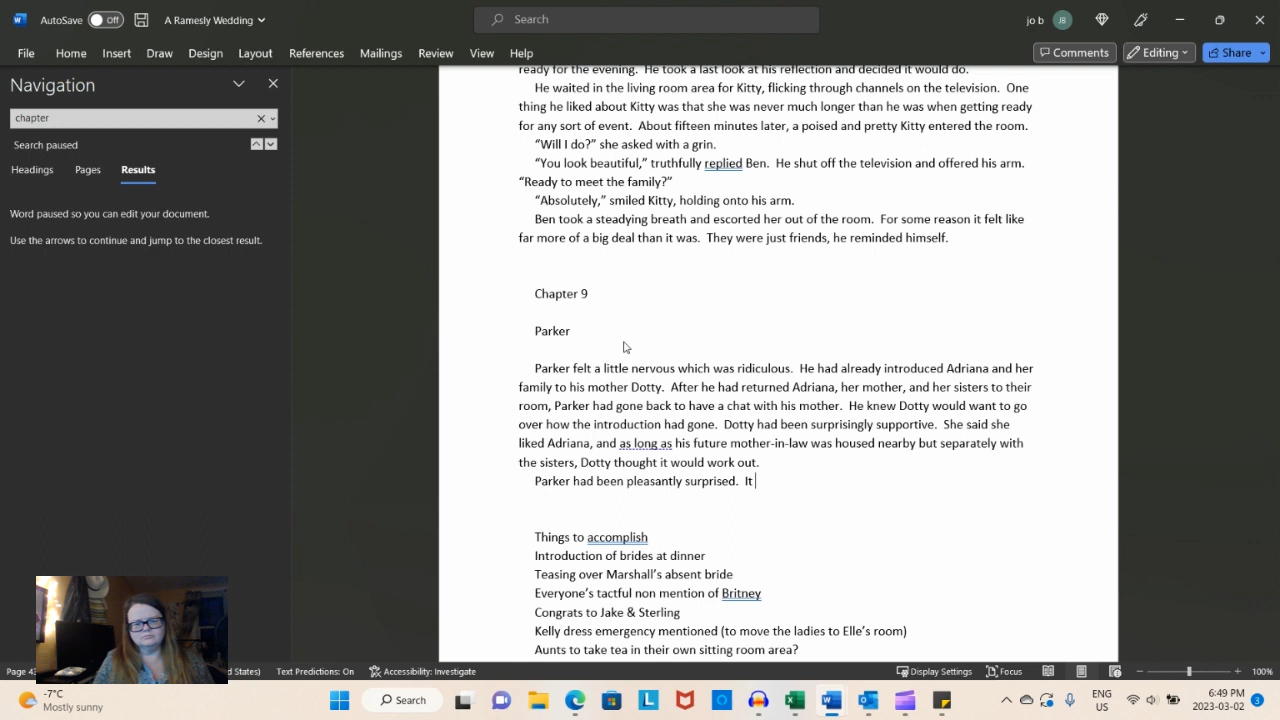 AutoSave Off A Ramesly Wedding Search jo b JB
File Home Insert Draw Design Layout References Mailings Review View Help Comments Editing Share
Navigation
chapter
Search paused
Headings Pages Results
Word paused so you can edit your document.
Use the arrows to continue and jump to the closest result.
ready for the evening.  He took a last look at his reflection and decided it would do.
He waited in the living room area for Kitty, flicking through channels on the television.  One
thing he liked about Kitty was that she was never much longer than he was when getting ready
for any sort of event.  About fifteen minutes later, a poised and pretty Kitty entered the room.
“Will I do?” she asked with a grin.
“You look beautiful,” truthfully replied Ben.  He shut off the television and offered his arm.
“Ready to meet the family?”
“Absolutely,” smiled Kitty, holding onto his arm.
Ben took a steadying breath and escorted her out of the room.  For some reason it felt like
far more of a big deal than it was.  They were just friends, he reminded himself.
Chapter 9
Parker
Parker felt a little nervous which was ridiculous.  He had already introduced Adriana and her
family to his mother Dotty.  After he had returned Adriana, her mother, and her sisters to their
room, Parker had gone back to have a chat with his mother.  He knew Dotty would want to go
over how the introduction had gone.  Dotty had been surprisingly supportive.  She said she
liked Adriana, and as long as his future mother-in-law was housed nearby but separately with
the sisters, Dotty thought it would work out.
Parker had been pleasantly surprised.  It
Things to accomplish
Introduction of brides at dinner
Teasing over Marshall’s absent bride
Everyone’s tactful non mention of Britney
Congrats to Jake & Sterling
Kelly dress emergency mentioned (to move the ladies to Elle’s room)
Aunts to take tea in their own sitting room area?
Text Predictions: On Accessibility: Investigate Display Settings Focus 100%
-7°C
Mostly sunny
Search
ENG
US
6:49 PM
2023-03-02
3